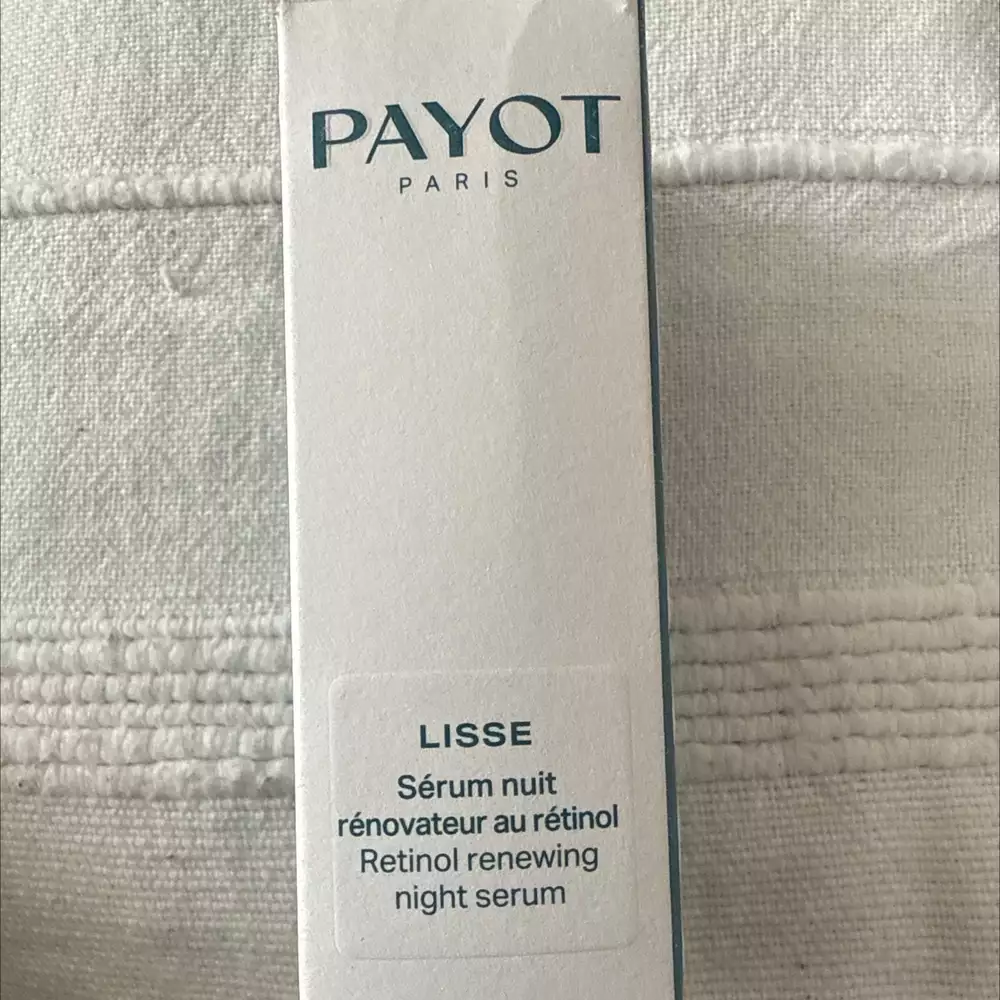 PAYOT
PARIS
LISSE
Sérum nuit
rénovateur au rétinol
Retinol renewing
night serum